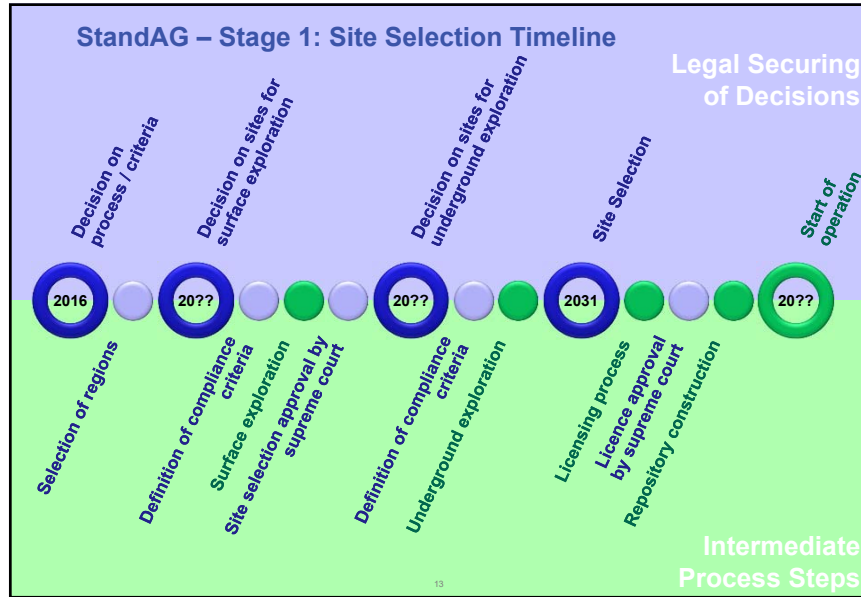 StandAG – Stage 1: Site Selection Timeline
Legal Securing
of Decisions
Decision on
process / criteria
Decision on sites for
surface exploration
Decision on sites for
underground exploration
Site Selection
Start of
operation
2016
20??
20??
2031
20??
Selection of regions
Definition of compliance
criteria
Surface exploration
Site selection approval by
supreme court
Definition of compliance
criteria
Underground exploration
Licensing process
Licence approval
by supreme court
Repository construction
Intermediate
Process Steps
13